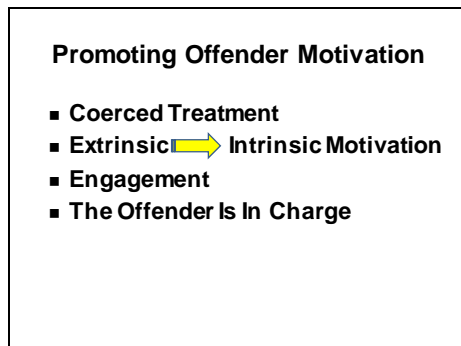 Promoting Offender Motivation
■ Coerced Treatment
■ Extrinsic Intrinsic Motivation
■ Engagement
■ The Offender Is In Charge